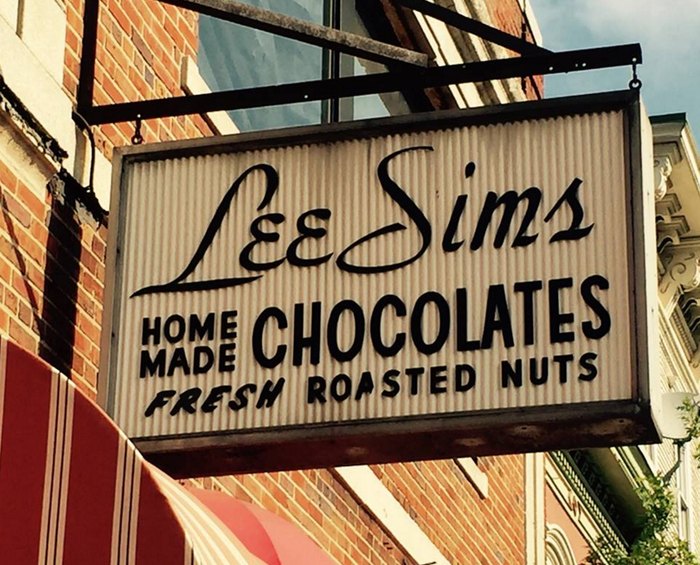 Lee Sims
HOME MADE CHOCOLATES
FRESH ROASTED NUTS